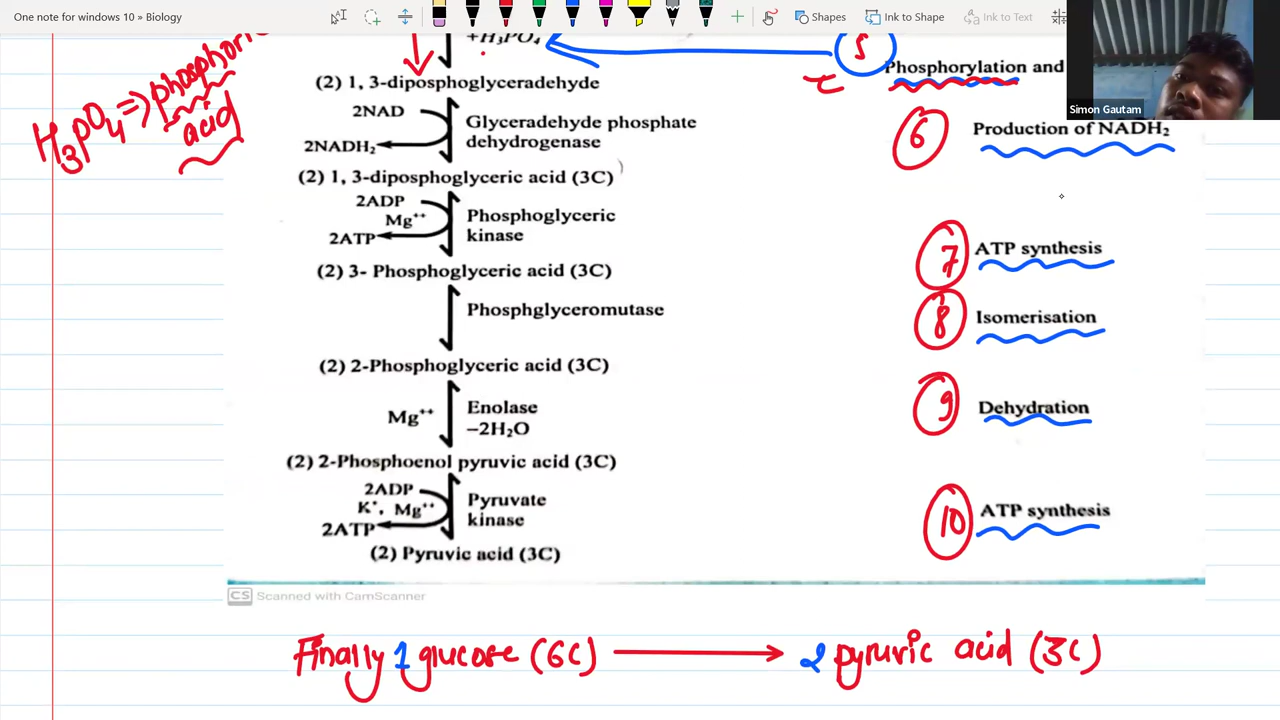 One note for windows 10 » Biology
Shapes
Ink to Shape
Ink to Text
Simon Gautam
H₃PO₄ => phosphoric
acid
+H₃PO₄
5
Phosphorylation and
(2) 1, 3-diposphoglyceradehyde
2NAD
2NADH₂
Glyceradehyde phosphate
dehydrogenase
6
Production of NADH₂
(2) 1, 3-diposphoglyceric acid (3C)
2ADP
Mg⁺⁺
2ATP
Phosphoglyceric
kinase
7
ATP synthesis
(2) 3- Phosphoglyceric acid (3C)
Phosphglyceromutase
8
Isomerisation
(2) 2-Phosphoglyceric acid (3C)
Mg⁺⁺
Enolase
–2H₂O
9
Dehydration
(2) 2-Phosphoenol pyruvic acid (3C)
2ADP
K⁺, Mg⁺⁺
2ATP
Pyruvate
kinase
10
ATP synthesis
(2) Pyruvic acid (3C)
CS Scanned with CamScanner
Finally 1 glucose (6C) → 2 pyruvic acid (3C)